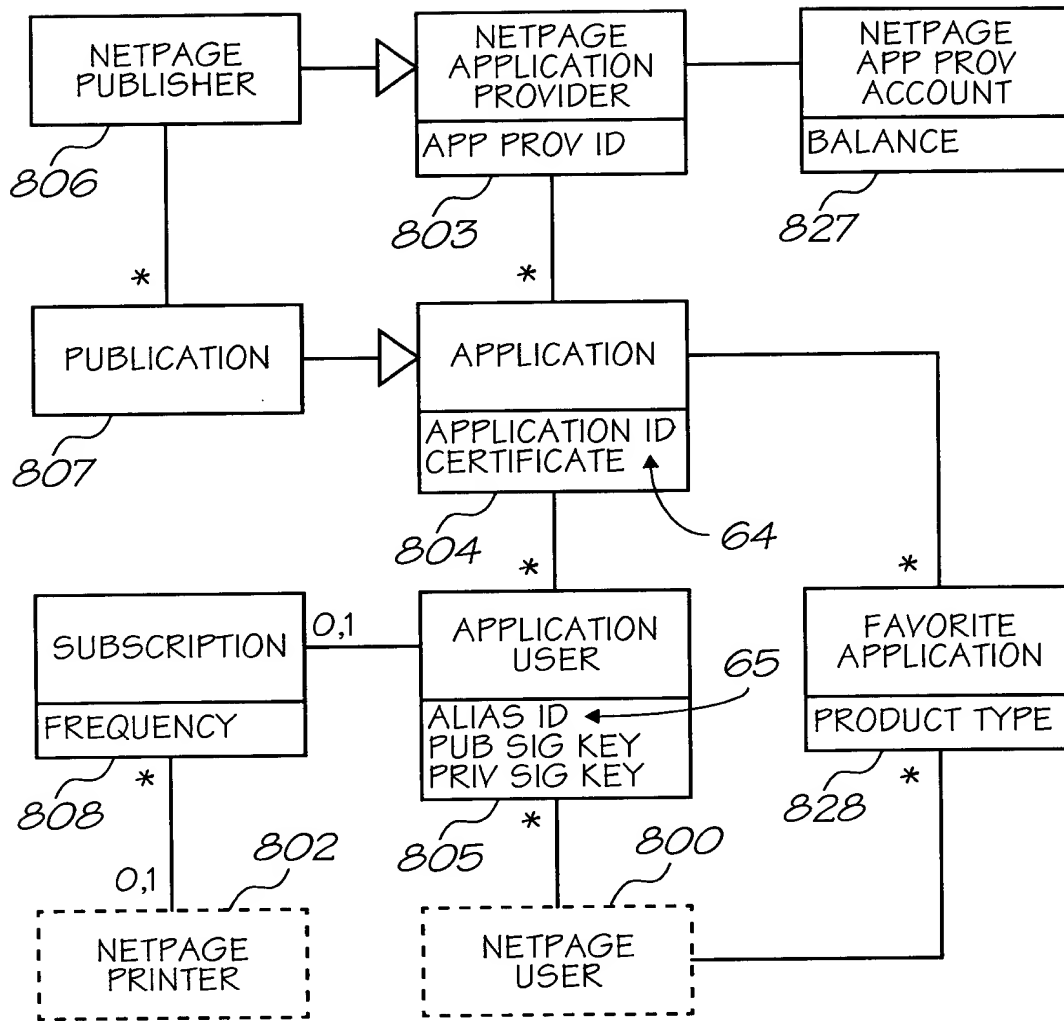 NETPAGE
PUBLISHER
NETPAGE
APPLICATION
PROVIDER
NETPAGE
APP PROV
ACCOUNT
APP PROV ID
BALANCE
806
803
827
*
*
PUBLICATION
APPLICATION
APPLICATION ID
CERTIFICATE
807
804
64
*
*
SUBSCRIPTION
0,1
APPLICATION
USER
FAVORITE
APPLICATION
65
FREQUENCY
ALIAS ID
PUB SIG KEY
PRIV SIG KEY
PRODUCT TYPE
808
*
805
*
828
*
802
800
0,1
NETPAGE
PRINTER
NETPAGE
USER